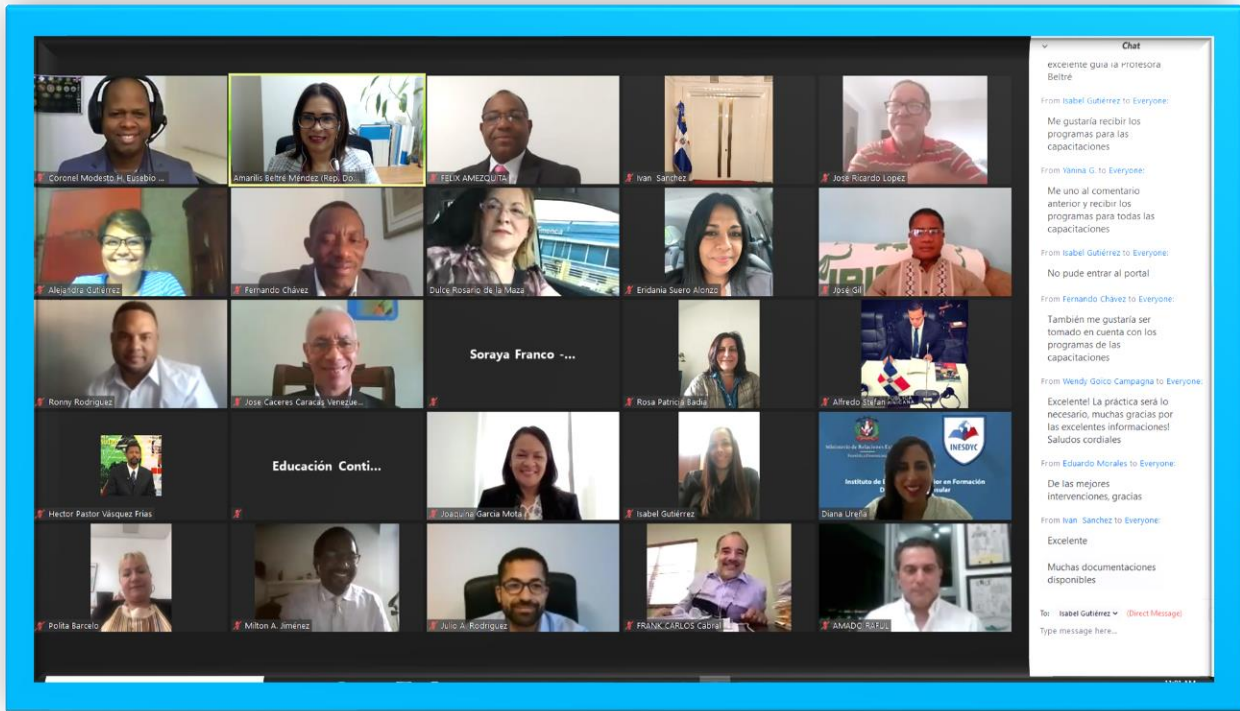 Coronel Modesto H. Eusebio ...
Amarilis Beltré Méndez (Rep. Do...
FELIX AMEZQUITA
Ivan Sanchez
Jose Ricardo Lopez
Alejandra Gutiérrez
Fernando Chávez
Dulce Rosario de la Maza
Eridania Suero Alonzo
José Gil
Ronny Rodriguez
Jose Caceres Caracas Venezue...
Soraya Franco -...
Rosa Patricia Badia
Alfredo Stefan
Hector Pastor Vásquez Frias
Educación Conti...
Joaquina Garcia Mota
Isabel Gutiérrez
INESDYC
Diana Ureña
Polita Barcelo
Milton A. Jiménez
Julio A. Rodriguez
FRANK CARLOS Cabral
AMADO RAFUL
Chat
excelente guia la Profesora
Beltré
From Isabel Gutiérrez to Everyone:
Me gustaría recibir los
programas para las
capacitaciones
From Yanina G. to Everyone:
Me uno al comentario
anterior y recibir los
programas para todas las
capacitaciones
From Isabel Gutiérrez to Everyone:
No pude entrar al portal
From Fernando Chávez to Everyone:
También me gustaría ser
tomado en cuenta con los
programas de las
capacitaciones
From Wendy Goico Campagna to Everyone:
Excelente! La práctica será lo
necesario, muchas gracias por
las excelentes informaciones!
Saludos cordiales
From Eduardo Morales to Everyone:
De las mejores
intervenciones, gracias
From Ivan Sanchez to Everyone:
Excelente
Muchas documentaciones
disponibles
To: Isabel Gutiérrez (Direct Message)
Type message here...